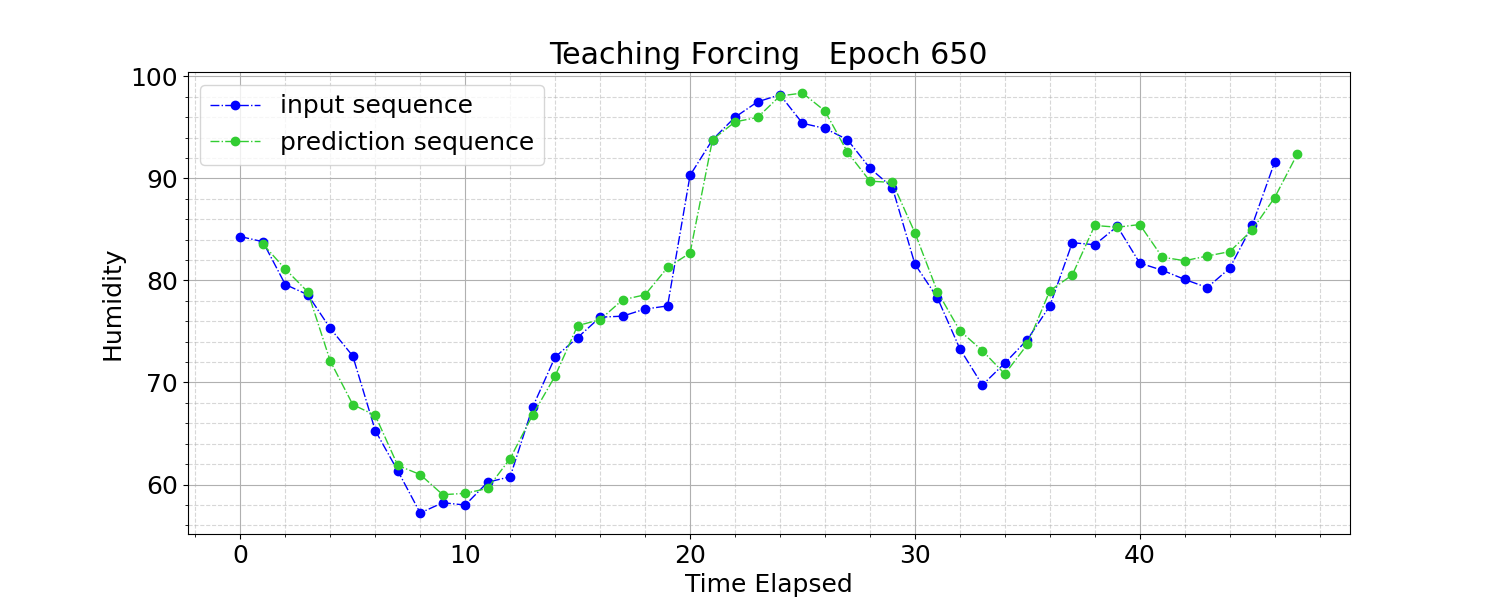 Teaching Forcing   Epoch 650
input sequence
prediction sequence
Humidity
100
90
80
70
60
0 10 20 30 40
Time Elapsed